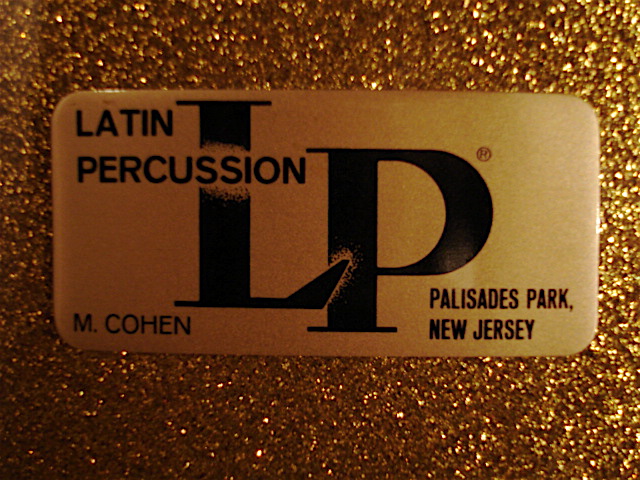 LATIN
PERCUSSION
LP®
M. COHEN
PALISADES PARK,
NEW JERSEY